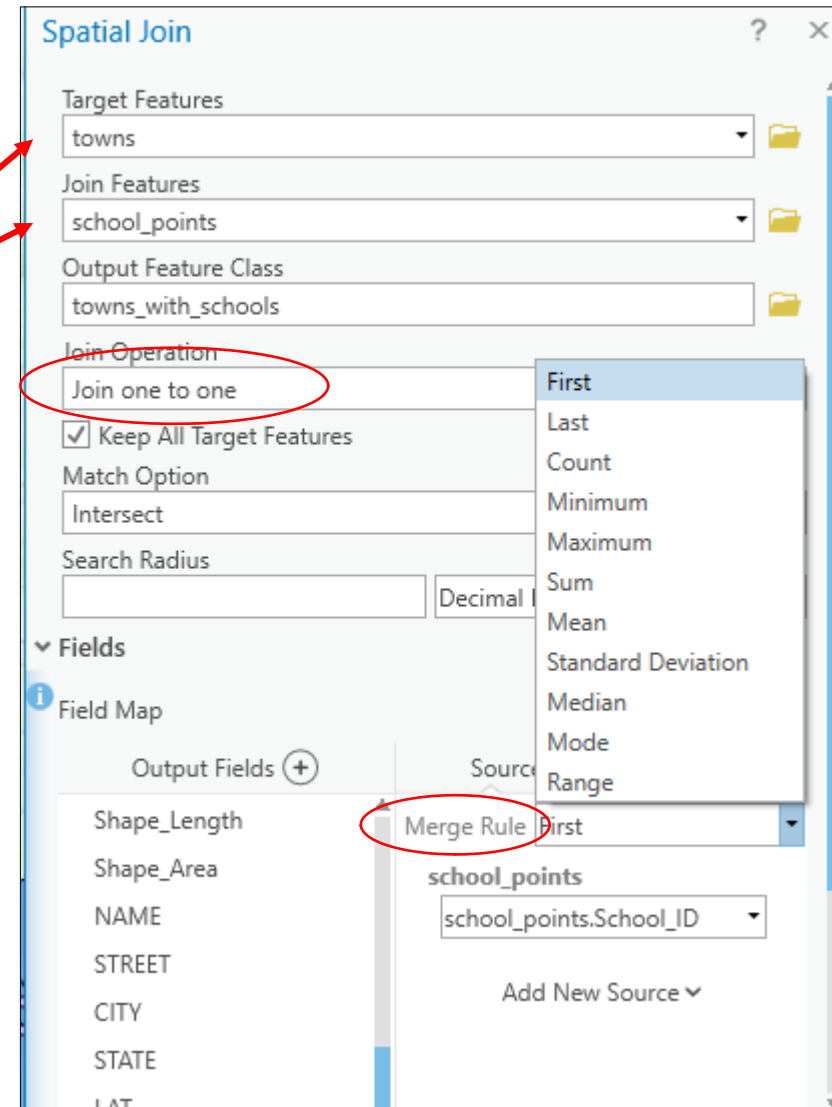 Spatial Join ?
Target Features
towns
Join Features
school_points
Output Feature Class
towns_with_schools
Join Operation
Join one to one
Keep All Target Features
Match Option
Intersect
Search Radius
Decimal
First
Last
Count
Minimum
Maximum
Sum
Mean
Standard Deviation
Median
Mode
Range
Fields
Field Map
Output Fields
Source
Shape_Length
Shape_Area
NAME
STREET
CITY
STATE
LAT
Merge Rule First
school_points
school_points.School_ID
Add New Source